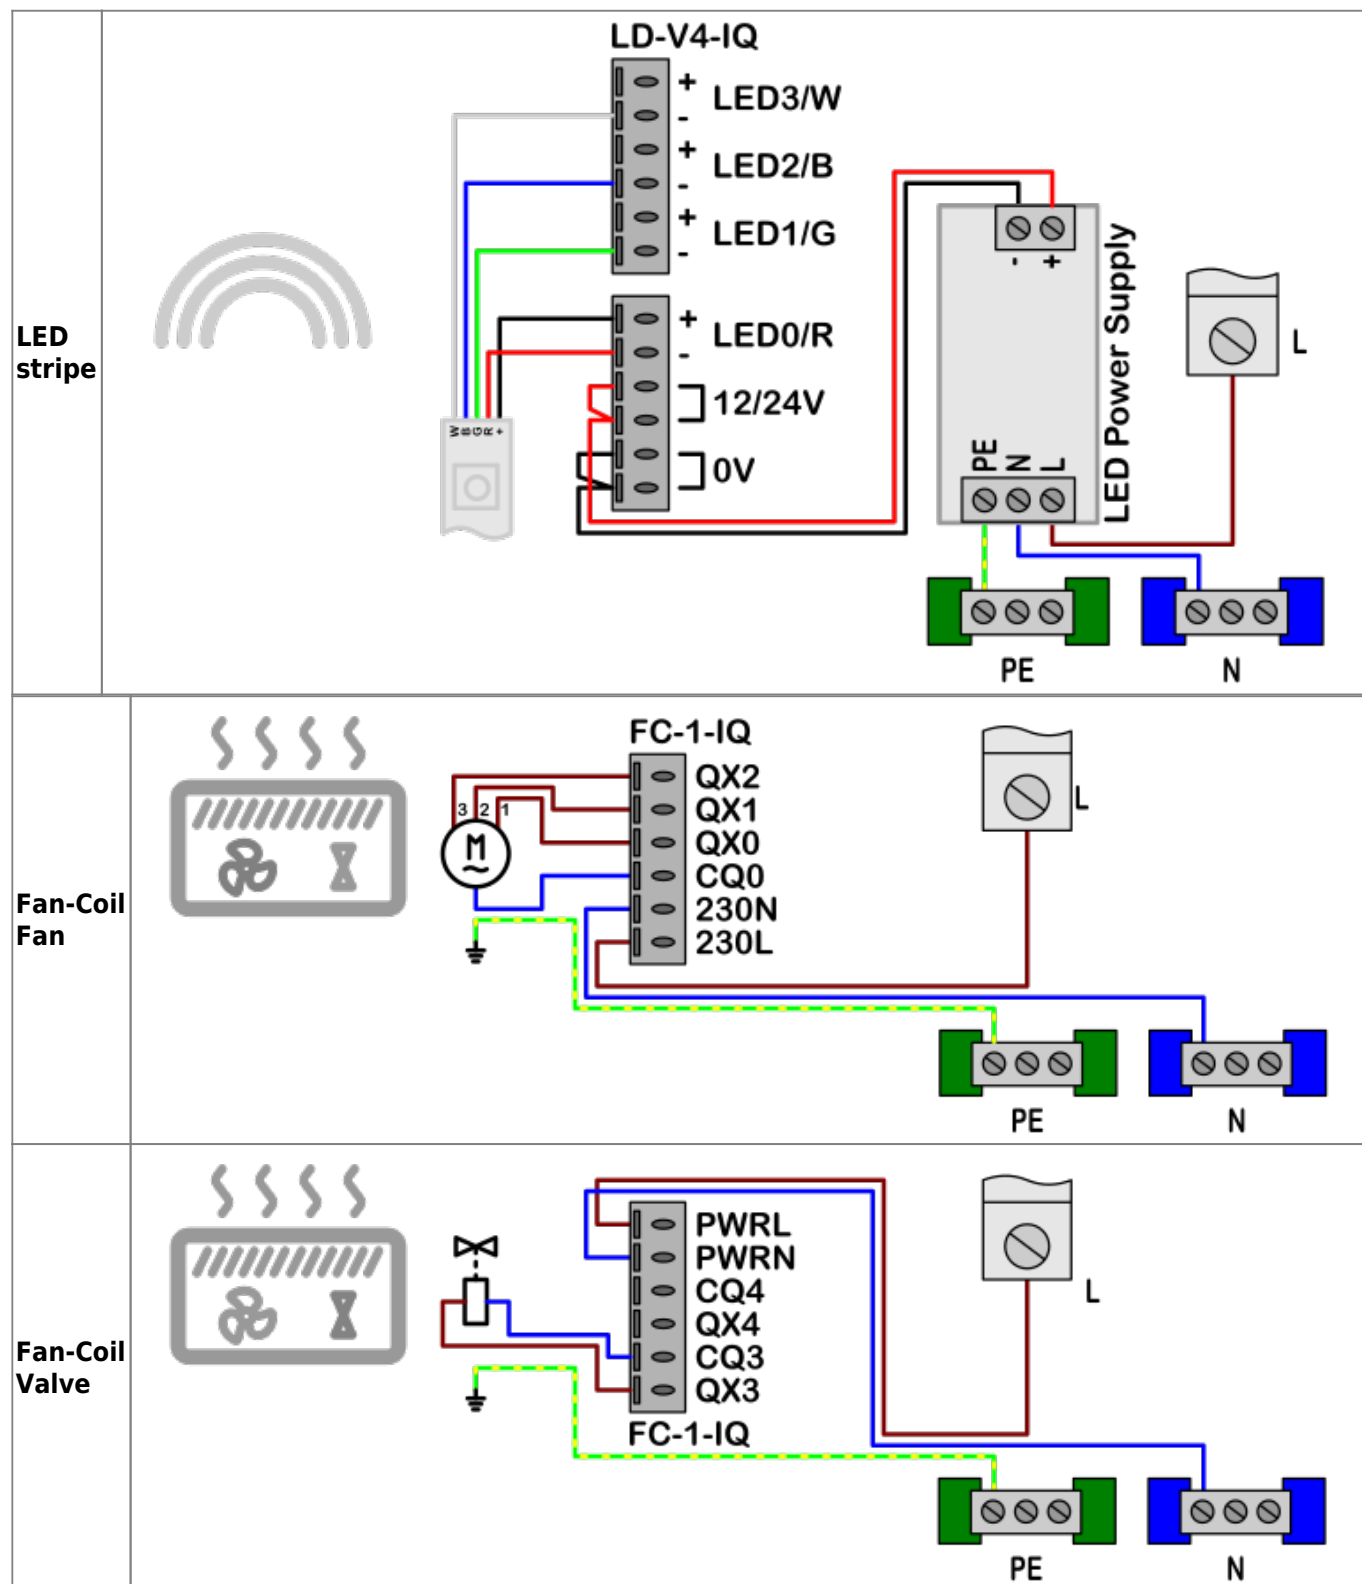 LD-V4-IQ
+
LED3/W
-
+
LED2/B
-
+
LED1/G
-
+
LED0/R
-
12/24V
0V
W B G R +
- +
LED Power Supply
PE N L
L
PE
N
LED
stripe
FC-1-IQ
QX2
QX1
QX0
CQ0
230N
230L
3 2 1
M
~
L
PE
N
Fan-Coil
Fan
PWRL
PWRN
CQ4
QX4
CQ3
QX3
FC-1-IQ
L
PE
N
Fan-Coil
Valve